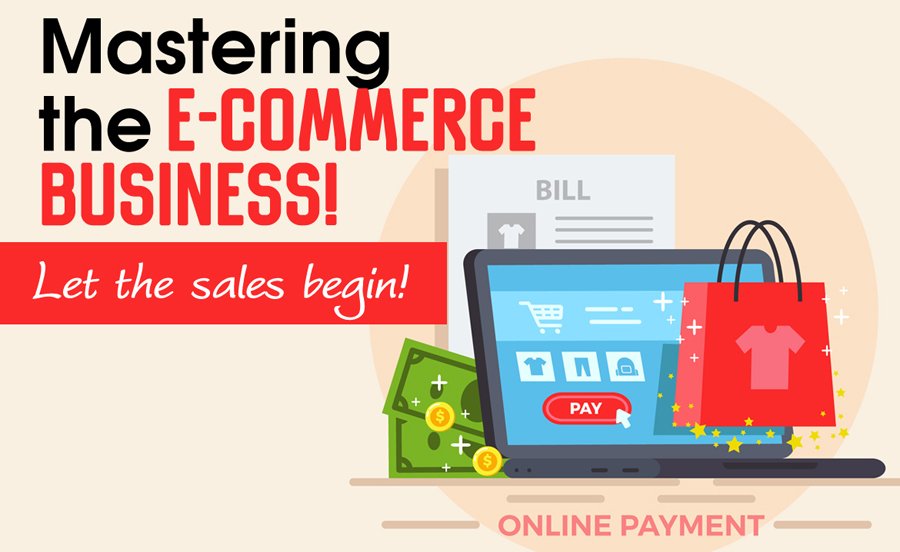 Mastering
the E-COMMERCE
BUSINESS!
Let the sales begin!
BILL
PAY
$
$
ONLINE PAYMENT